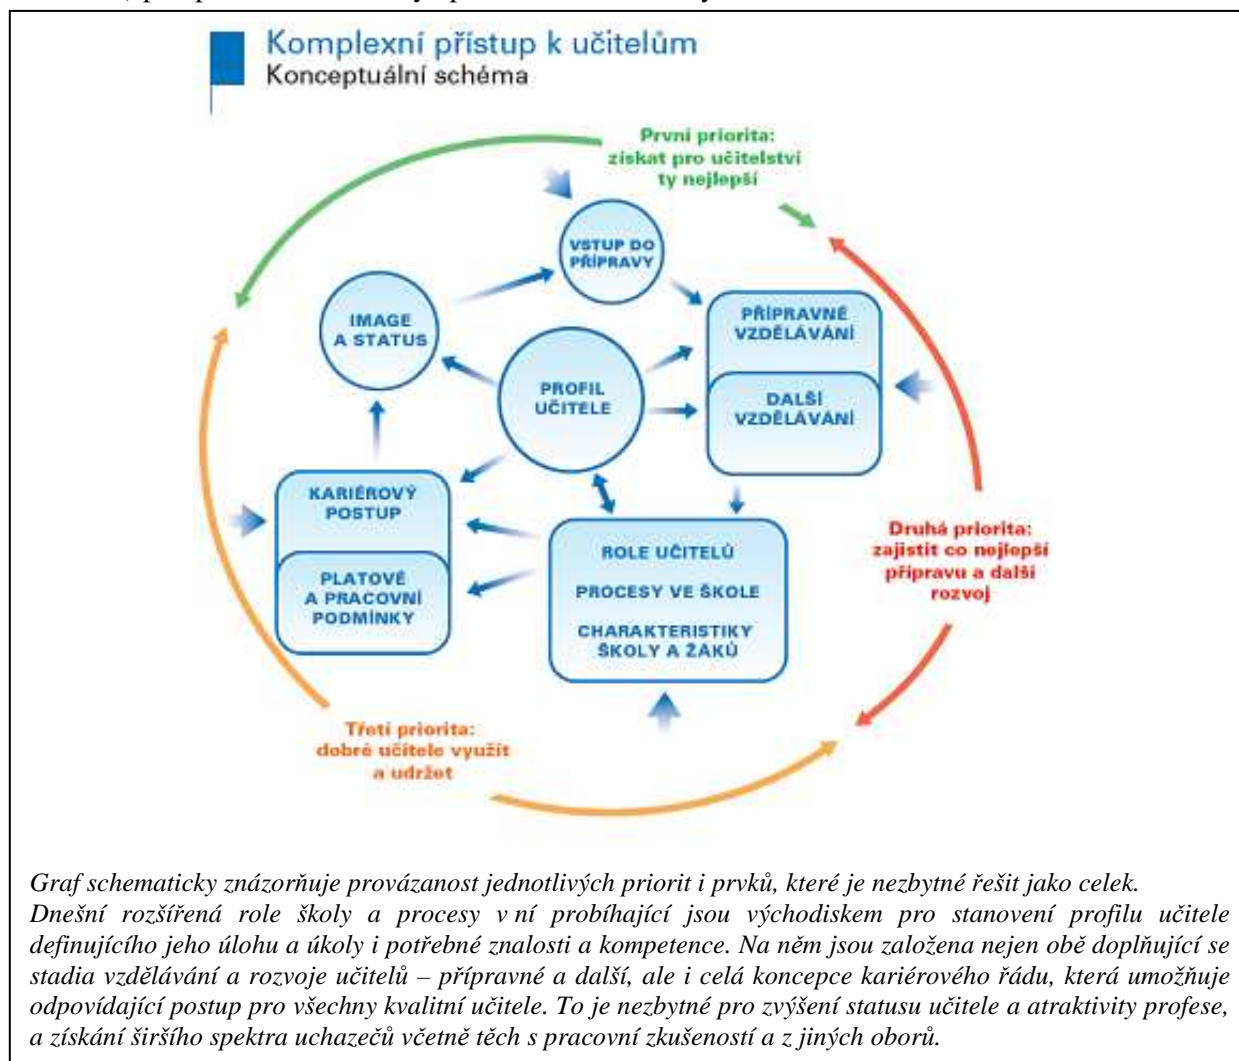 Komplexní přístup k učitelům
Konceptuální schéma
První priorita:
získat pro učitelství
ty nejlepší
VSTUP DO
PŘÍPRAVY
IMAGE
A STATUS
PŘÍPRAVNÉ
VZDĚLÁVÁNÍ
PROFIL
UČITELE
DALŠÍ
VZDĚLÁVÁNÍ
KARIÉROVÝ
POSTUP
ROLE UČITELŮ
PROCESY VE ŠKOLE
CHARAKTERISTIKY
ŠKOLY A ŽÁKŮ
PLATOVÉ
A PRACOVNÍ
PODMÍNKY
Druhá priorita:
zajistit co nejlepší
přípravu a další
rozvoj
Třetí priorita:
dobré učitele využít
a udržet
Graf schematicky znázorňuje provázanost jednotlivých priorit i prvků, které je nezbytné řešit jako celek.
Dnešní rozšířená role školy a procesy v ní probíhající jsou východiskem pro stanovení profilu učitele
definujícího jeho úlohu a úkoly i potřebné znalosti a kompetence. Na něm jsou založena nejen obě doplňující se
stadia vzdělávání a rozvoje učitelů – přípravné a další, ale i celá koncepce kariérového řádu, která umožňuje
odpovídající postup pro všechny kvalitní učitele. To je nezbytné pro zvýšení statusu učitele a atraktivity profese,
a získání širšího spektra uchazečů včetně těch s pracovní zkušeností a z jiných oborů.